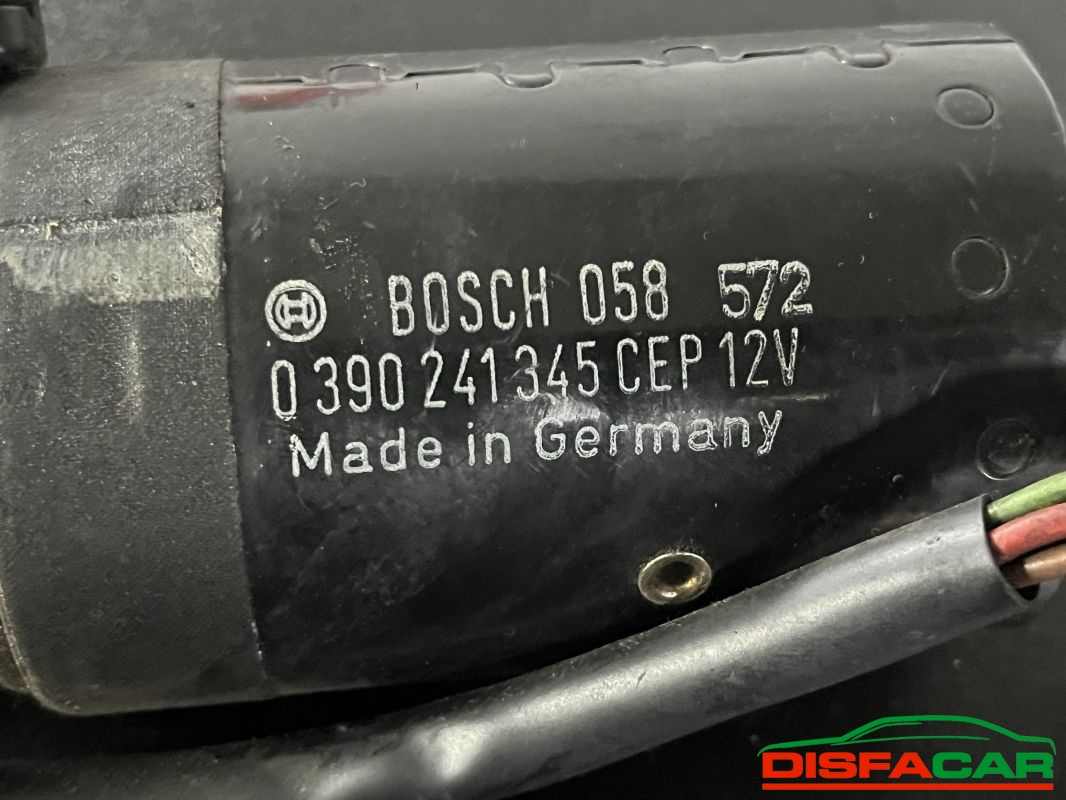 BOSCH 058 572
0 390 241 345 CEP 12V
Made in Germany
DISFACAR